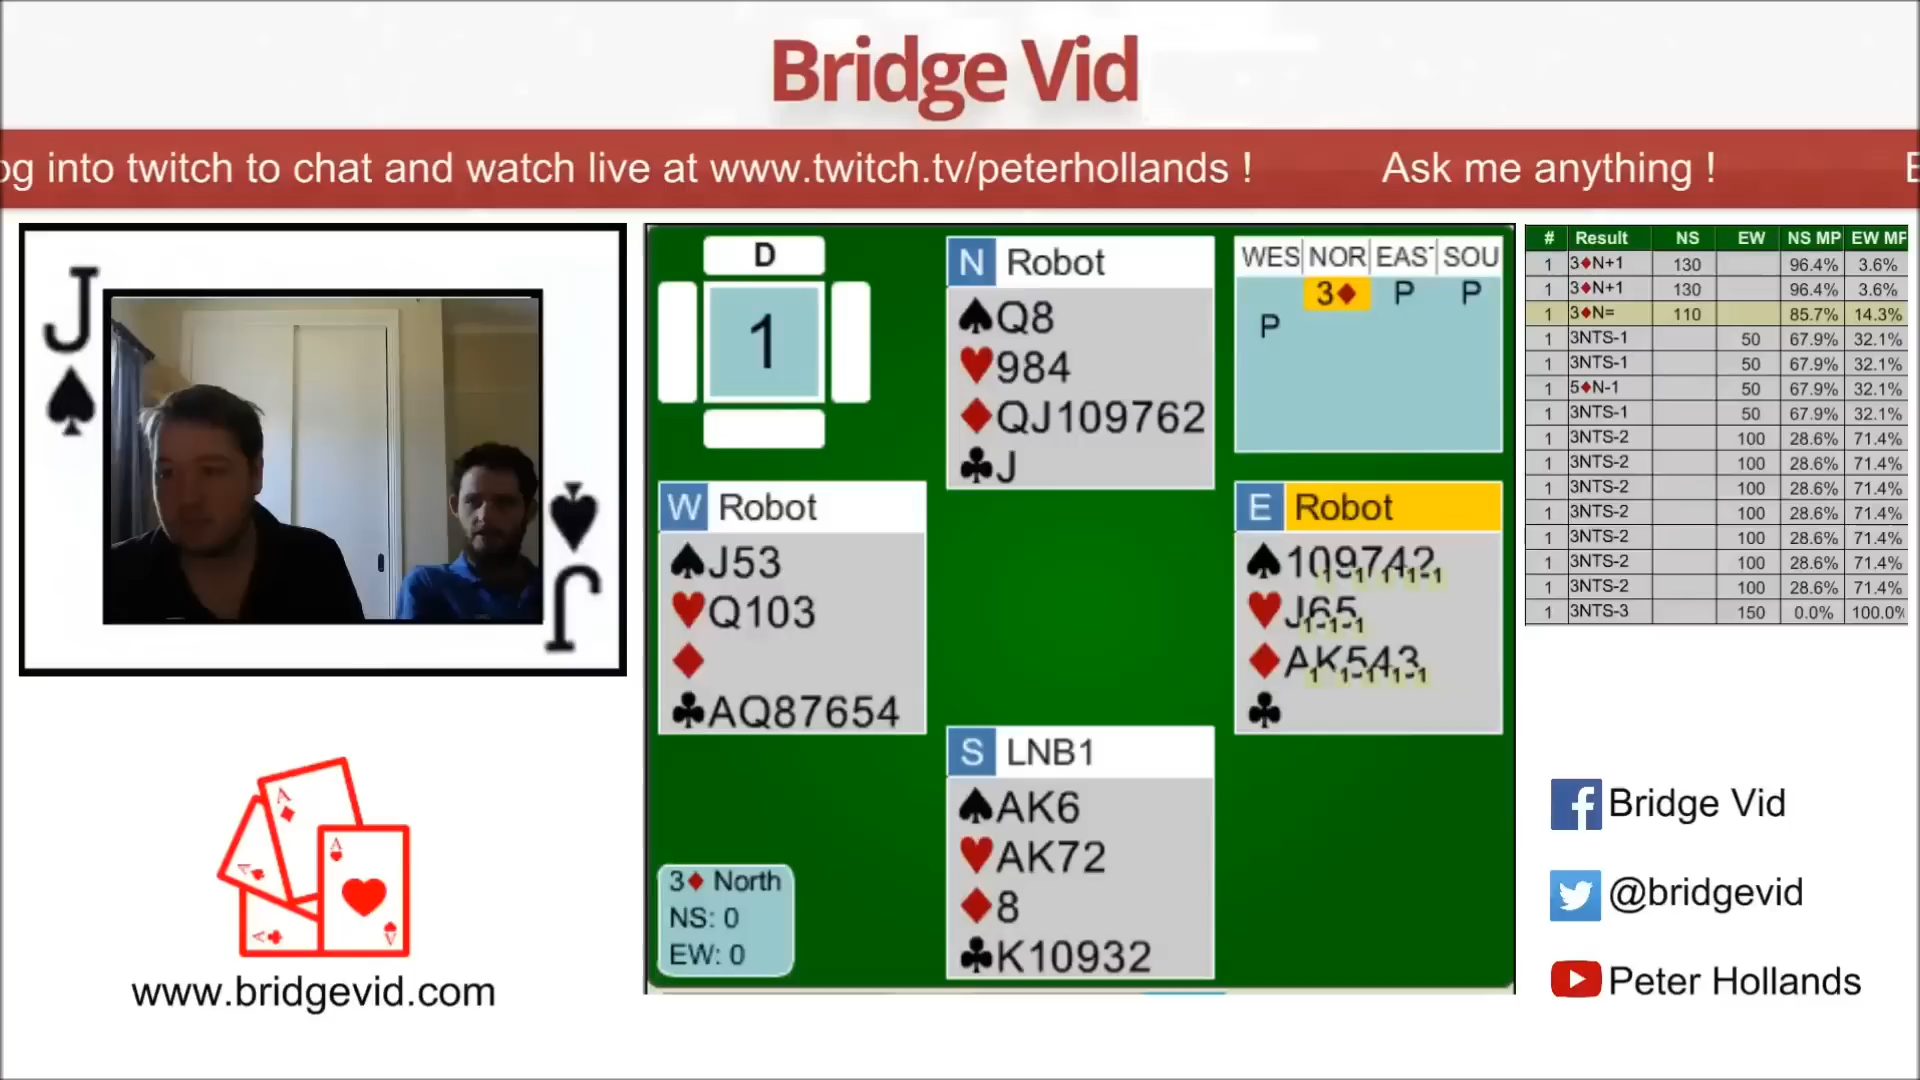 Bridge Vid
og into twitch to chat and watch live at www.twitch.tv/peterhollands ! Ask me anything !
J
J
D
1
N Robot
♠Q8
♥984
♦QJ109762
♣J
WES NOR EAS SOU
3♦ P P
P
W Robot
♠J53
♥Q103
♦
♣AQ87654
E Robot
♠109742
♥J65
♦AK543
♣
S LNB1
♠AK6
♥AK72
♦8
♣K10932
3♦ North
NS: 0
EW: 0
# Result NS EW NS MP EW MP
1 3♦N+1 130 96.4% 3.6%
1 3♦N+1 130 96.4% 3.6%
1 3♦N= 110 85.7% 14.3%
1 3NTS-1 50 67.9% 32.1%
1 3NTS-1 50 67.9% 32.1%
1 5♦N-1 50 67.9% 32.1%
1 3NTS-1 50 67.9% 32.1%
1 3NTS-2 100 28.6% 71.4%
1 3NTS-2 100 28.6% 71.4%
1 3NTS-2 100 28.6% 71.4%
1 3NTS-2 100 28.6% 71.4%
1 3NTS-2 100 28.6% 71.4%
1 3NTS-2 100 28.6% 71.4%
1 3NTS-2 100 28.6% 71.4%
1 3NTS-3 150 0.0% 100.0%
A
A
A
A
A
A
www.bridgevid.com
Bridge Vid
@bridgevid
Peter Hollands